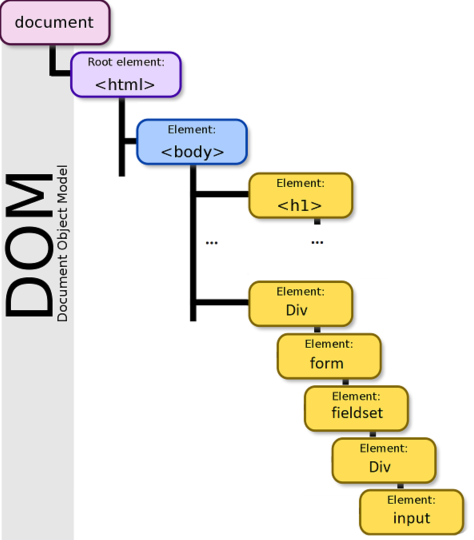 document
Root element:
<html>
Element:
<body>
Element:
<h1>
...
...
DOM
Document Object Model
Element:
Div
Element:
form
Element:
fieldset
Element:
Div
Element:
input